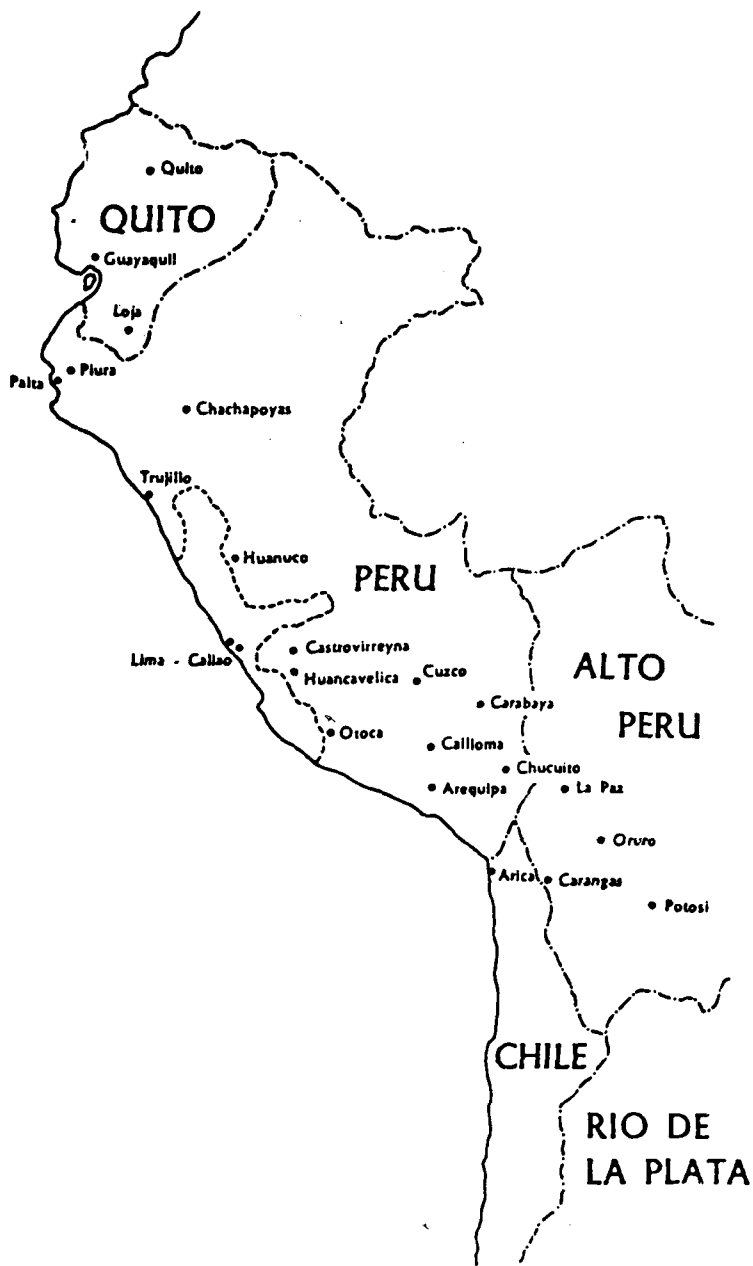 Quito
QUITO
Guayaquil
Loja
Piura
Paita
Chachapoyas
Trujillo
Huanuco
PERU
Castrovirreyna
Lima - Callao
Huancavelica
Cuzco
ALTO
PERU
Carabaya
Otoca
Cailloma
Chucuito
Arequipa
La Paz
Oruro
Arica
Carangas
Potosi
CHILE
RIO DE
LA PLATA